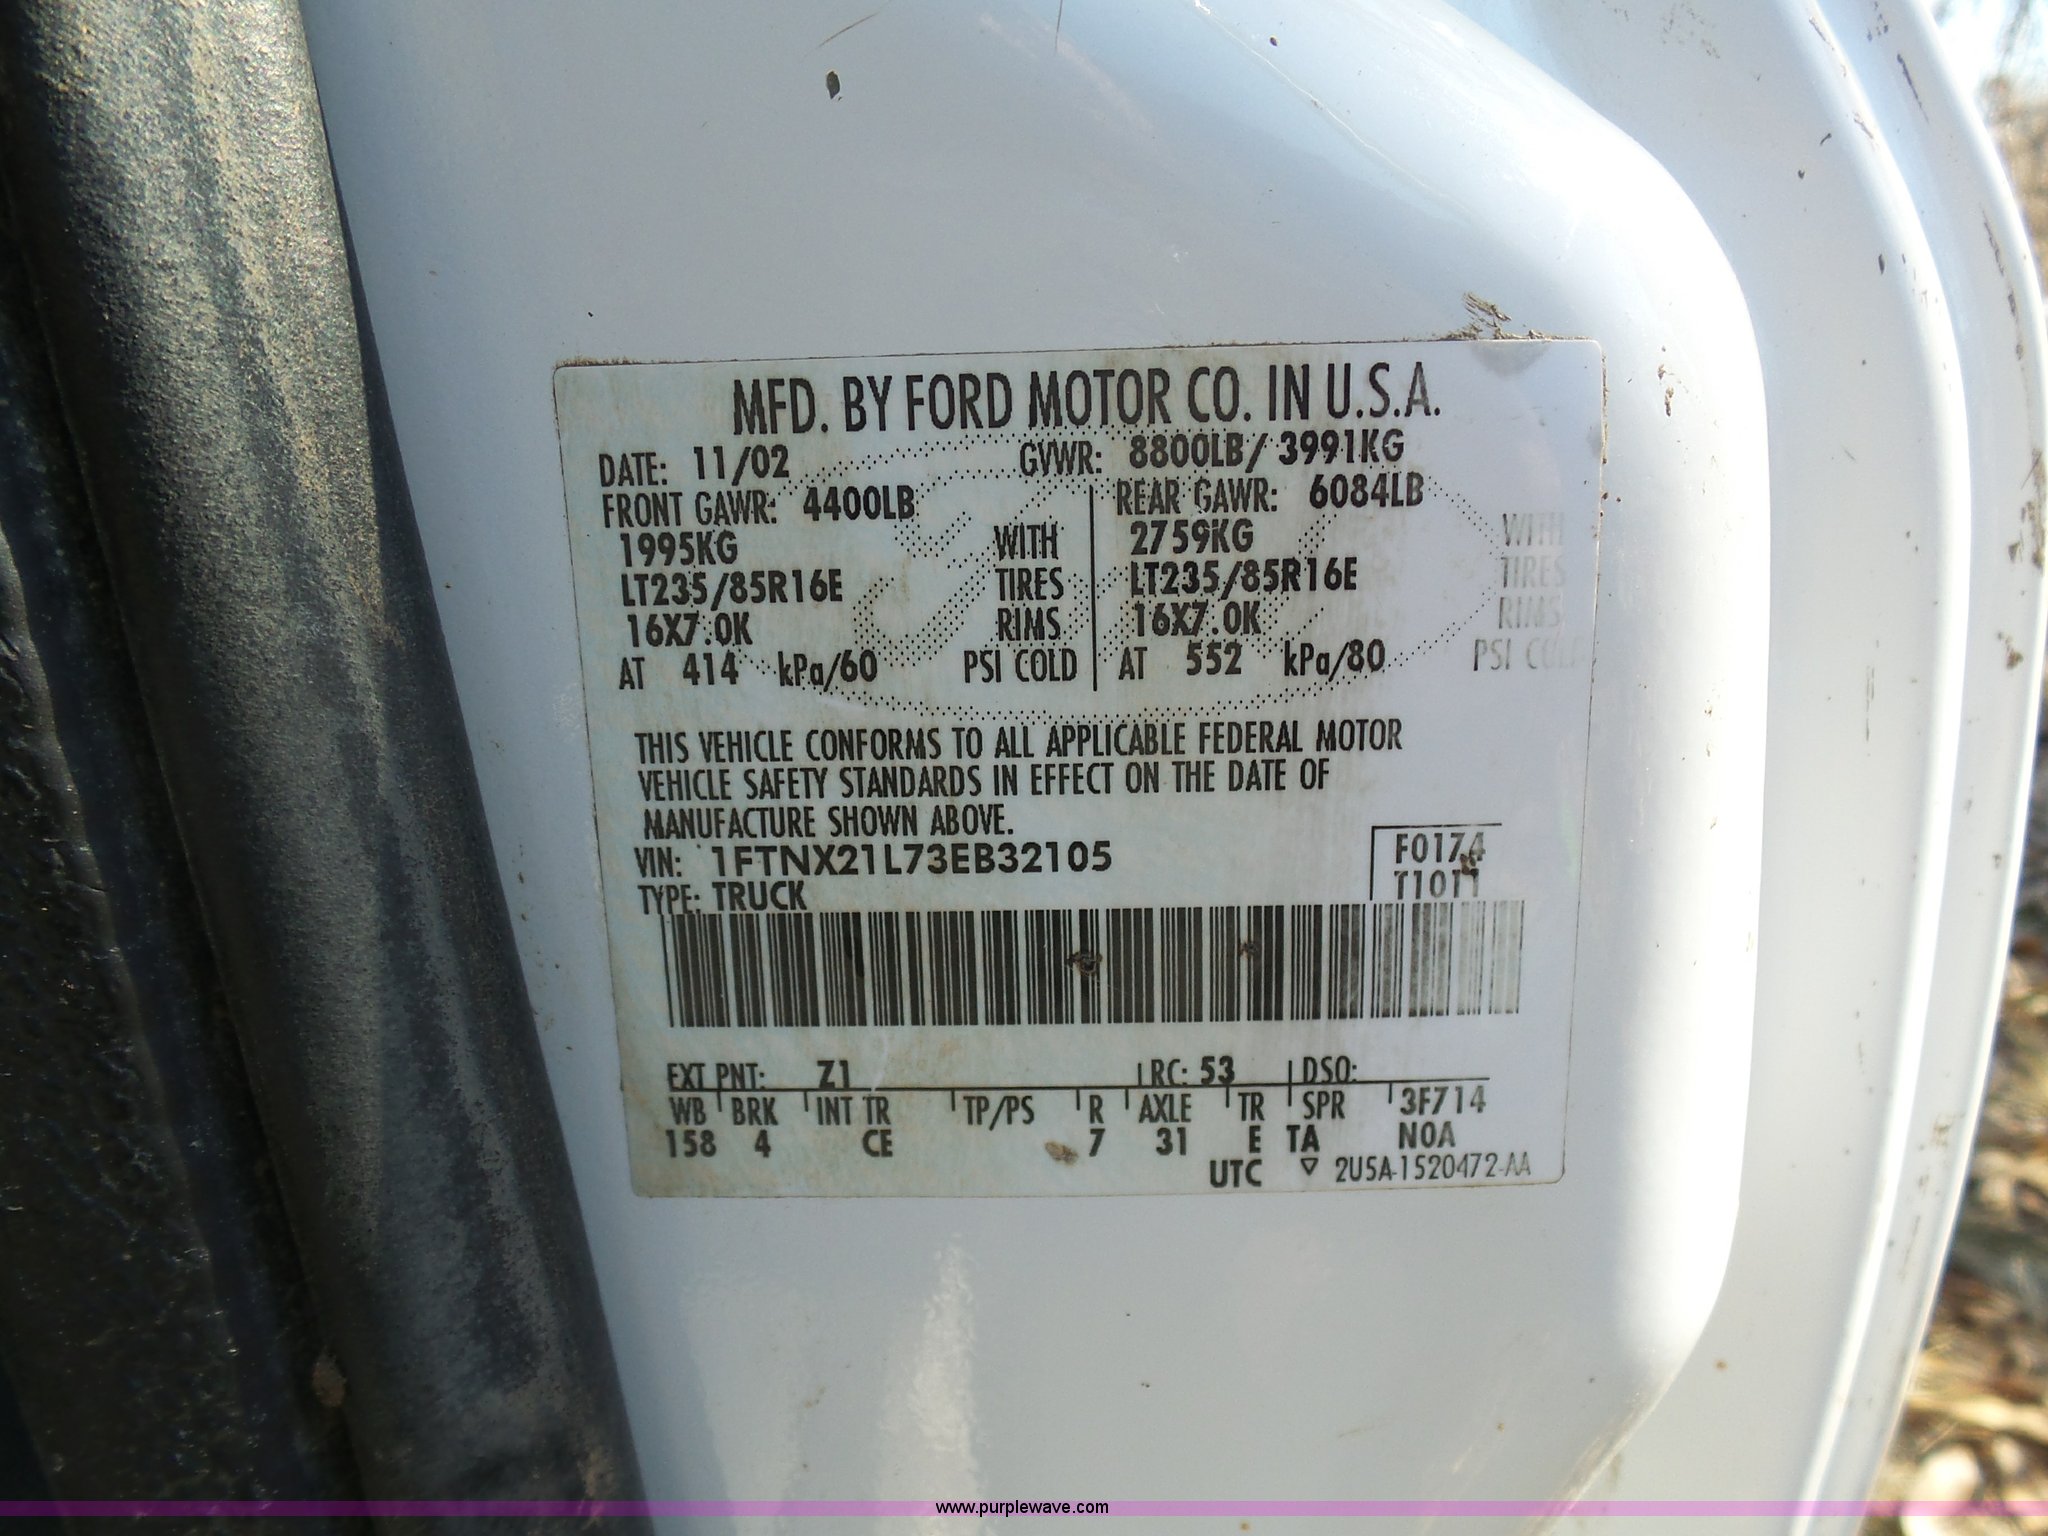 MFD. BY FORD MOTOR CO. IN U.S.A.
DATE: 11/02 GVWR: 8800LB/ 3991KG
FRONT GAWR: 4400LB REAR GAWR: 6084LB
1995KG WITH 2759KG WITH
LT235/85R16E TIRES LT235/85R16E TIRES
16X7.0K RIMS 16X7.0K RIMS
AT 414 kPa/60 PSI COLD AT 552 kPa/80 PSI COLD
Ford
THIS VEHICLE CONFORMS TO ALL APPLICABLE FEDERAL MOTOR
VEHICLE SAFETY STANDARDS IN EFFECT ON THE DATE OF
MANUFACTURE SHOWN ABOVE.
VIN: 1FTNX21L73EB32105 F0174
TYPE: TRUCK T1011
EXT PNT: Z1 RC: 53 DSO:
WB BRK INT TR TP/PS R AXLE TR SPR 3F714
158 4 CE 7 31 E TA N0A
UTC ▽ 2U5A-1520472-AA
www.purplewave.com